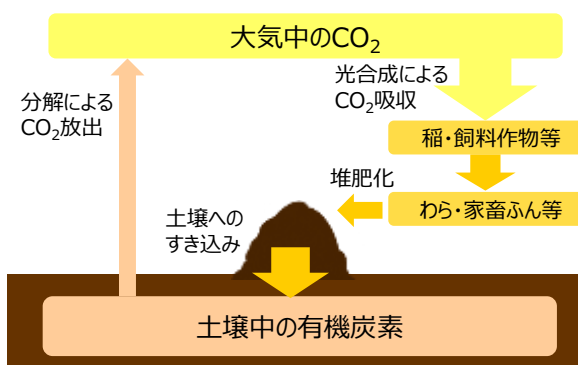 大気中のCO₂
光合成による
CO₂吸収
分解による
CO₂放出
稲・飼料作物等
堆肥化
わら・家畜ふん等
土壌への
すき込み
土壌中の有機炭素